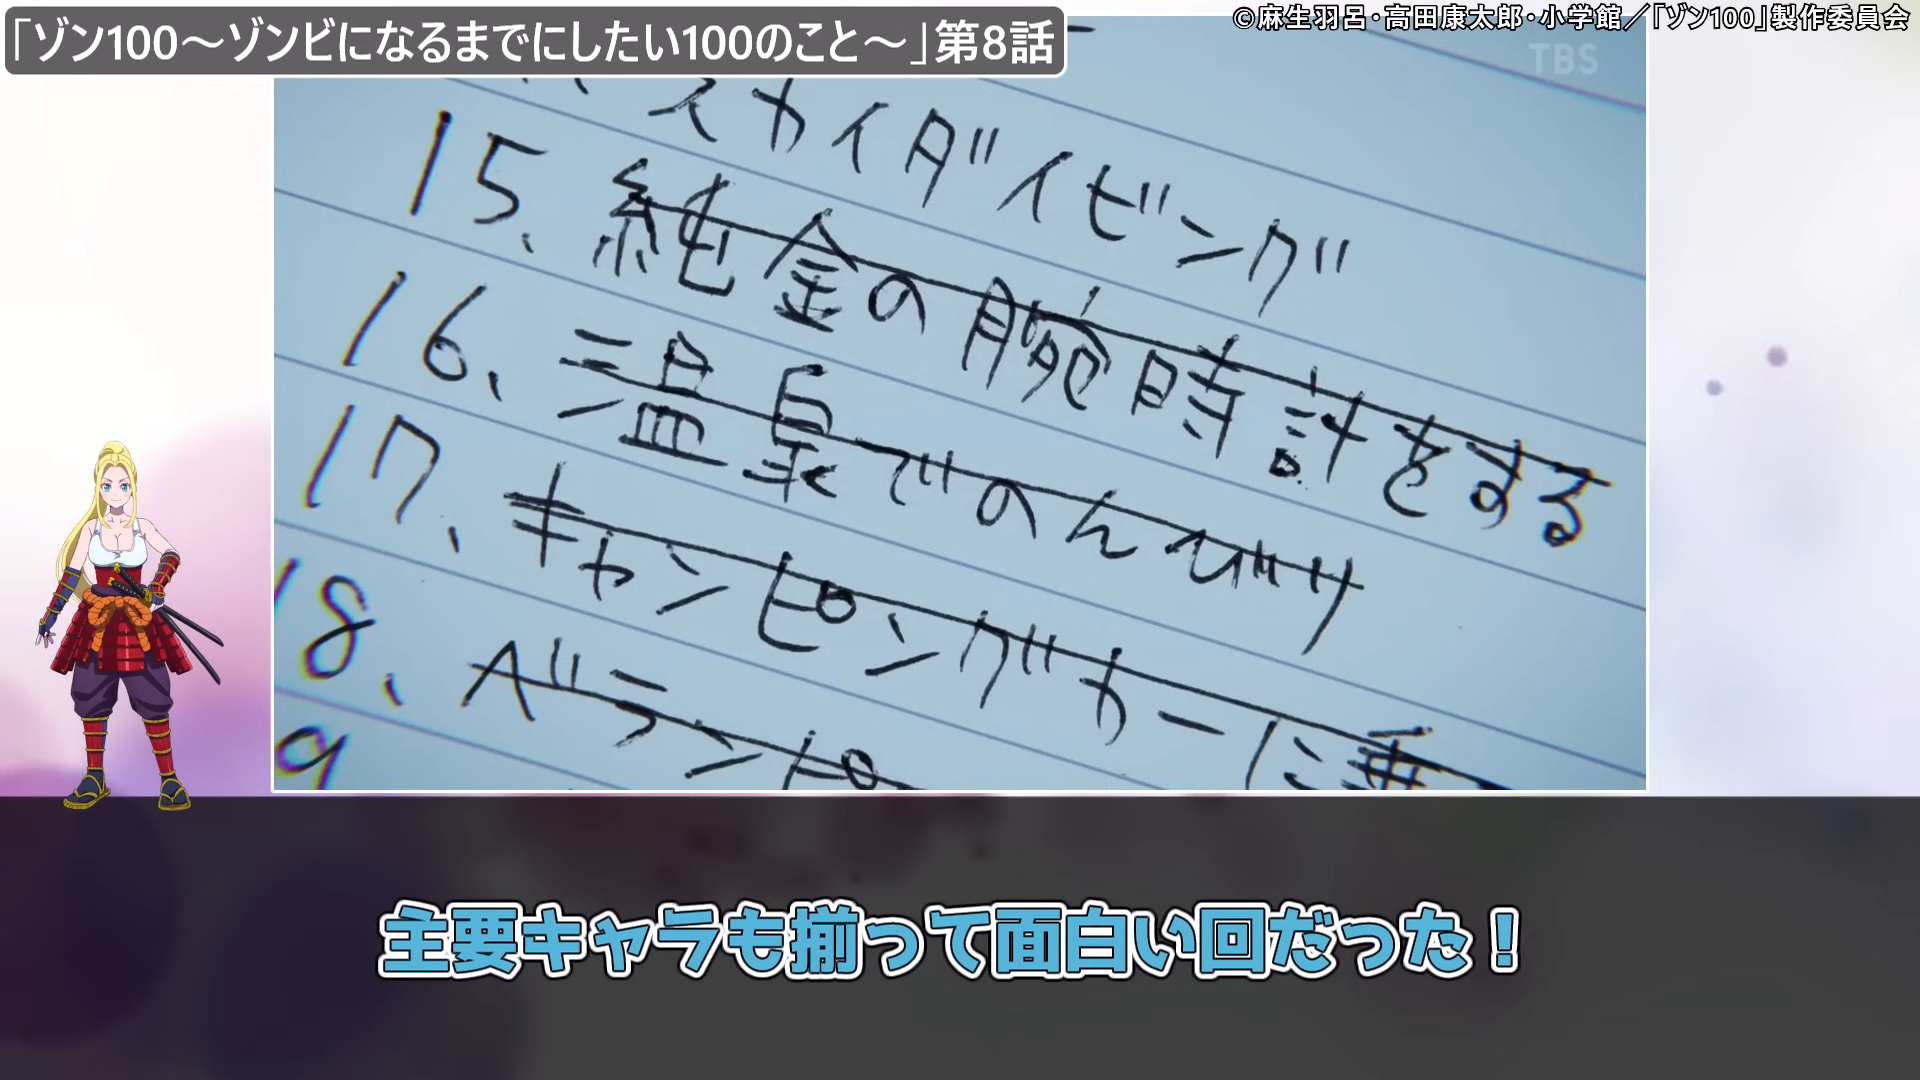 「ゾン100～ゾンビになるまでにしたい100のこと～」第8話
©麻生羽呂・高田康太郎・小学館／「ゾン100」製作委員会
TBS
スカイダイビング
15、純金の腕時計をする
16、温泉でのんびり
17、キャンピングカーに乗
18、ベランピ
9
主要キャラも揃って面白い回だった！